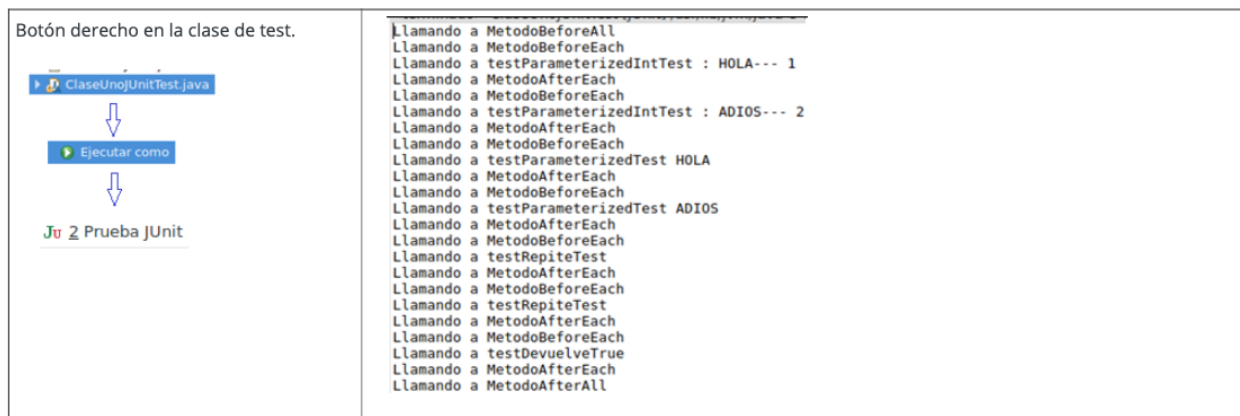 Botón derecho en la clase de test.
ClaseUnoJUnitTest.java
Ejecutar como
Ju 2 Prueba JUnit
Llamando a MetodoBeforeAll
Llamando a MetodoBeforeEach
Llamando a testParameterizedIntTest : HOLA--- 1
Llamando a MetodoAfterEach
Llamando a MetodoBeforeEach
Llamando a testParameterizedIntTest : ADIOS--- 2
Llamando a MetodoAfterEach
Llamando a MetodoBeforeEach
Llamando a testParameterizedTest HOLA
Llamando a MetodoAfterEach
Llamando a MetodoBeforeEach
Llamando a testParameterizedTest ADIOS
Llamando a MetodoAfterEach
Llamando a MetodoBeforeEach
Llamando a testRepiteTest
Llamando a MetodoAfterEach
Llamando a MetodoBeforeEach
Llamando a testRepiteTest
Llamando a MetodoAfterEach
Llamando a MetodoBeforeEach
Llamando a testDevuelveTrue
Llamando a MetodoAfterEach
Llamando a MetodoAfterAll